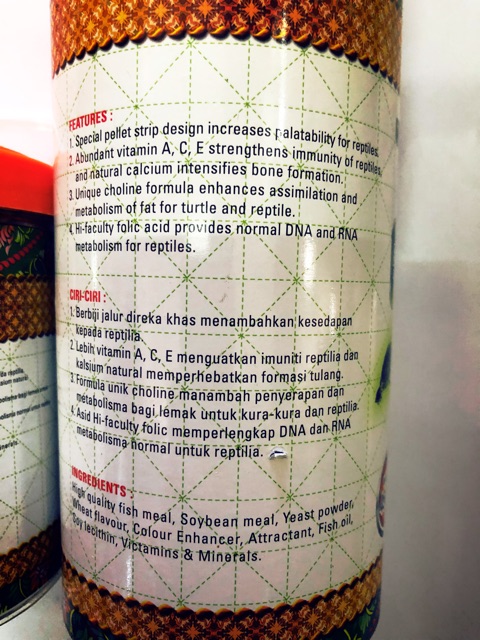 FEATURES :
1. Special pellet strip design increases palatability for reptiles.
2. Abundant vitamin A, C, E strengthens immunity of reptiles,
and natural calcium intensifies bone formation.
3. Unique choline formula enhances assimilation and
metabolism of fat for turtle and reptile.
4. Hi-faculty folic acid provides normal DNA and RNA
metabolism for reptiles.
CIRI-CIRI :
1. Berbiji jalur direka khas menambahkan kesedapan
kepada reptilia.
2. Lebih vitamin A, C, E menguatkan imuniti reptilia dan
kalsium natural memperhebatkan formasi tulang.
3. Formula unik choline manambah penyerapan dan
metabolisma bagi lemak untuk kura-kura dan reptilia.
4. Asid Hi-faculty folic memperlengkap DNA dan RNA
metabolisma normal untuk reptilia.
INGREDIENTS :
High quality fish meal, Soybean meal, Yeast powder,
Wheat flavour, Colour Enhancer, Attractant, Fish oil,
Soy lecithin, Victamins & Minerals.